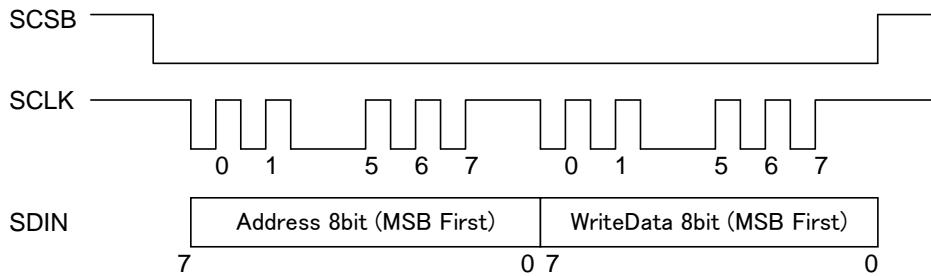 SCSB
SCLK
0 1 5 6 7 0 1 5 6 7
SDIN Address 8bit (MSB First) WriteData 8bit (MSB First)
7 0 7 0